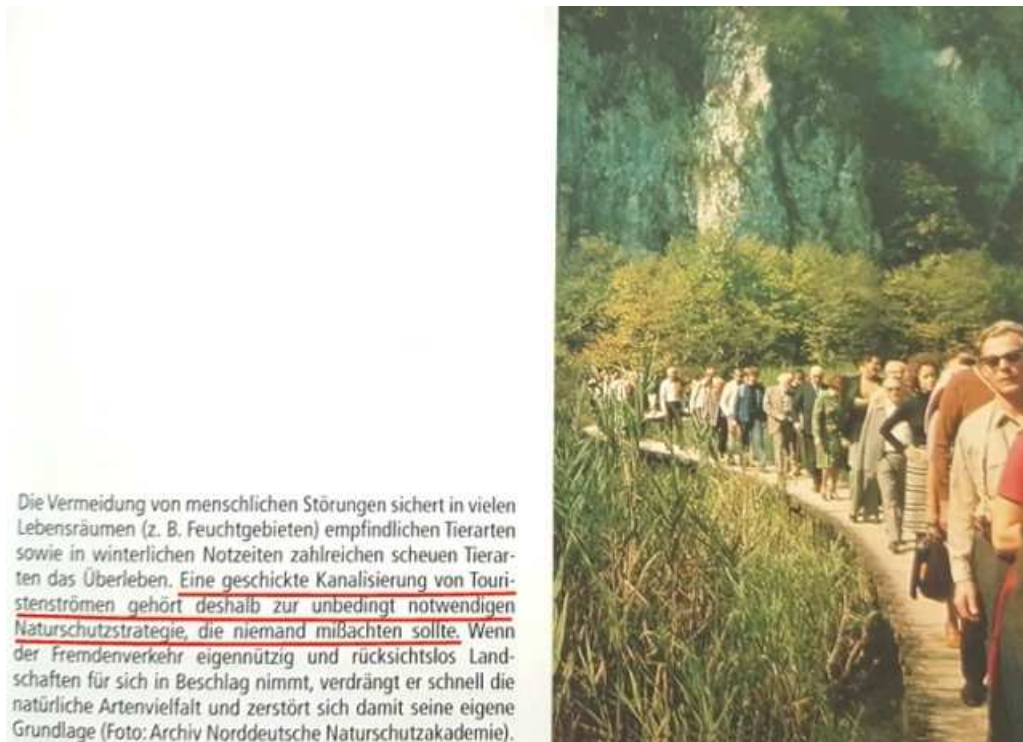 Die Vermeidung von menschlichen Störungen sichert in vielen
Lebensräumen (z. B. Feuchtgebieten) empfindlichen Tierarten
sowie in winterlichen Notzeiten zahlreichen scheuen Tierar-
ten das Überleben. Eine geschickte Kanalisierung von Touri-
stenströmen gehört deshalb zur unbedingt notwendigen
Naturschutzstrategie, die niemand mißachten sollte. Wenn
der Fremdenverkehr eigennützig und rücksichtslos Land-
schaften für sich in Beschlag nimmt, verdrängt er schnell die
natürliche Artenvielfalt und zerstört sich damit seine eigene
Grundlage (Foto: Archiv Norddeutsche Naturschutzakademie).